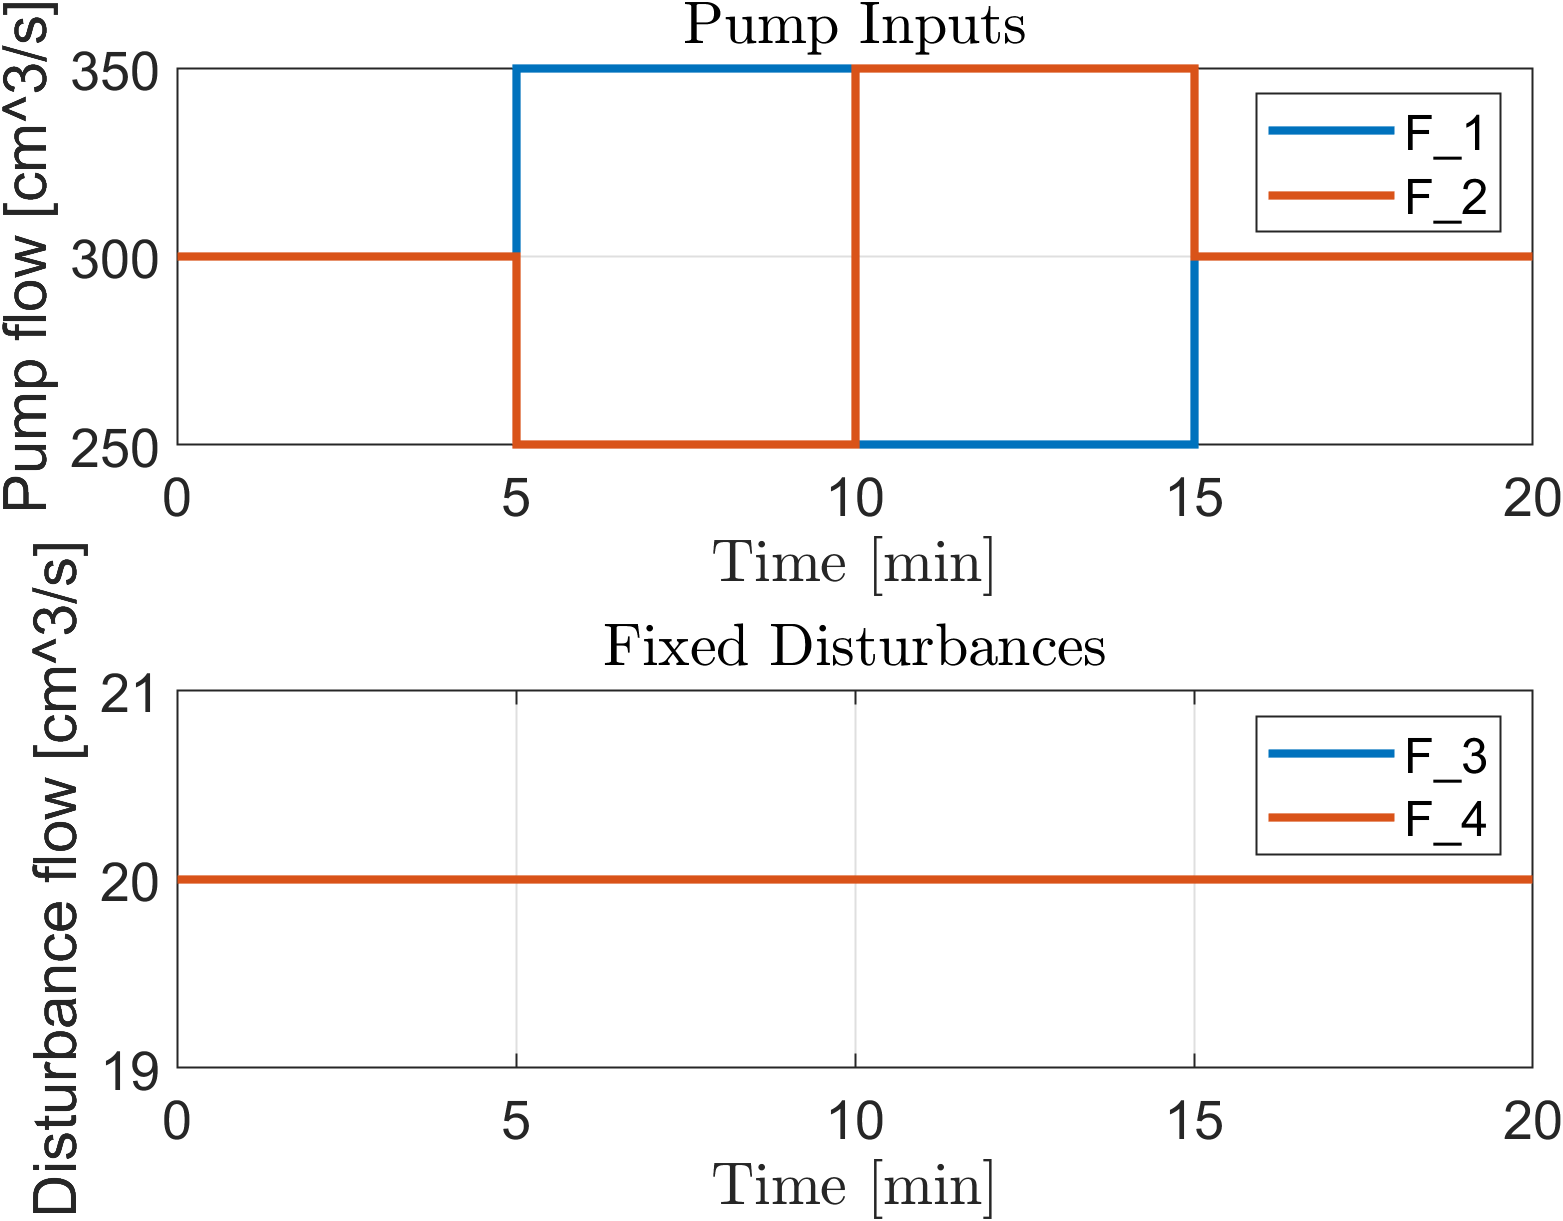 Pump Inputs
Pump flow [cm^3/s]
350
300
250
F_1
F_2
0 5 10 15 20
Time [min]
Fixed Disturbances
Disturbance flow [cm^3/s]
21
20
19
F_3
F_4
0 5 10 15 20
Time [min]